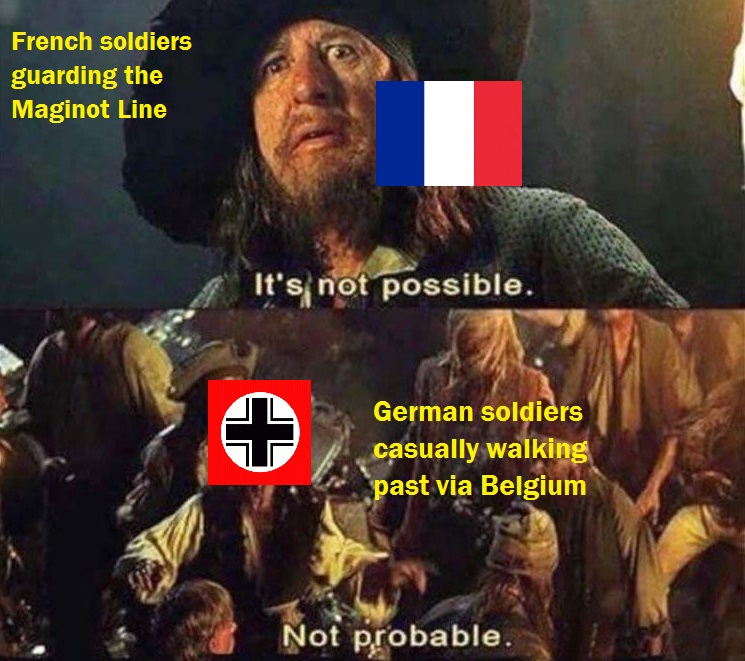 French soldiers
guarding the
Maginot Line
It's not possible.
German soldiers
casually walking
past via Belgium
Not probable.